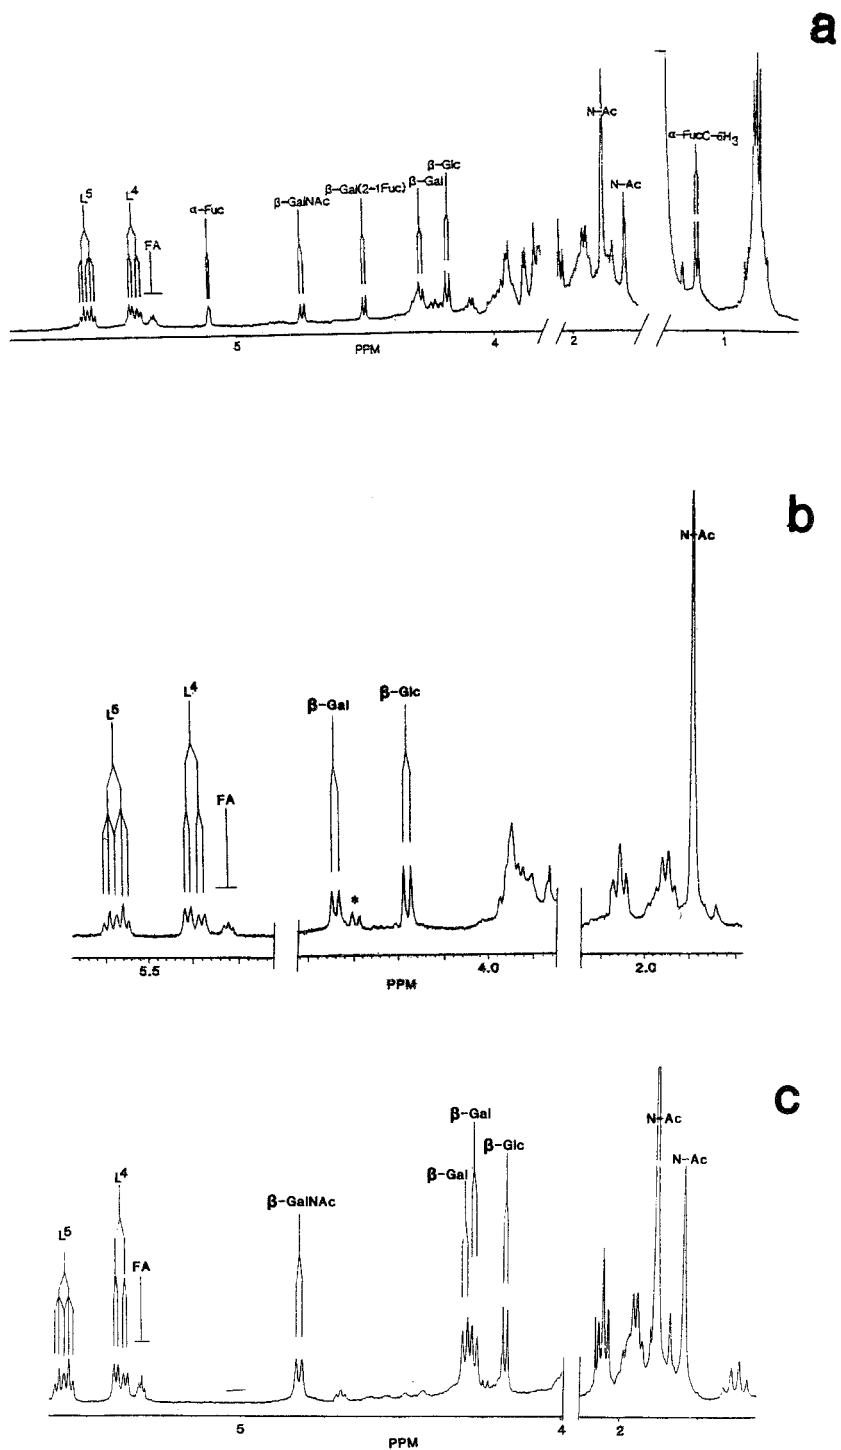 a
N-Ac
α-FucC-6H3
β-Glc
N-Ac
β-Gal(2-1Fuc)
β-Gal
L5
L4
β-GalNAc
α-Fuc
FA
5
4
2
1
PPM
b
N-Ac
L4
β-Glc
β-Gal
L5
FA
*
5.5
4.0
2.0
PPM
c
β-Gal
N-Ac
β-Glc
N-Ac
L4
β-Gal
β-GalNAc
L5
FA
5
4
2
PPM